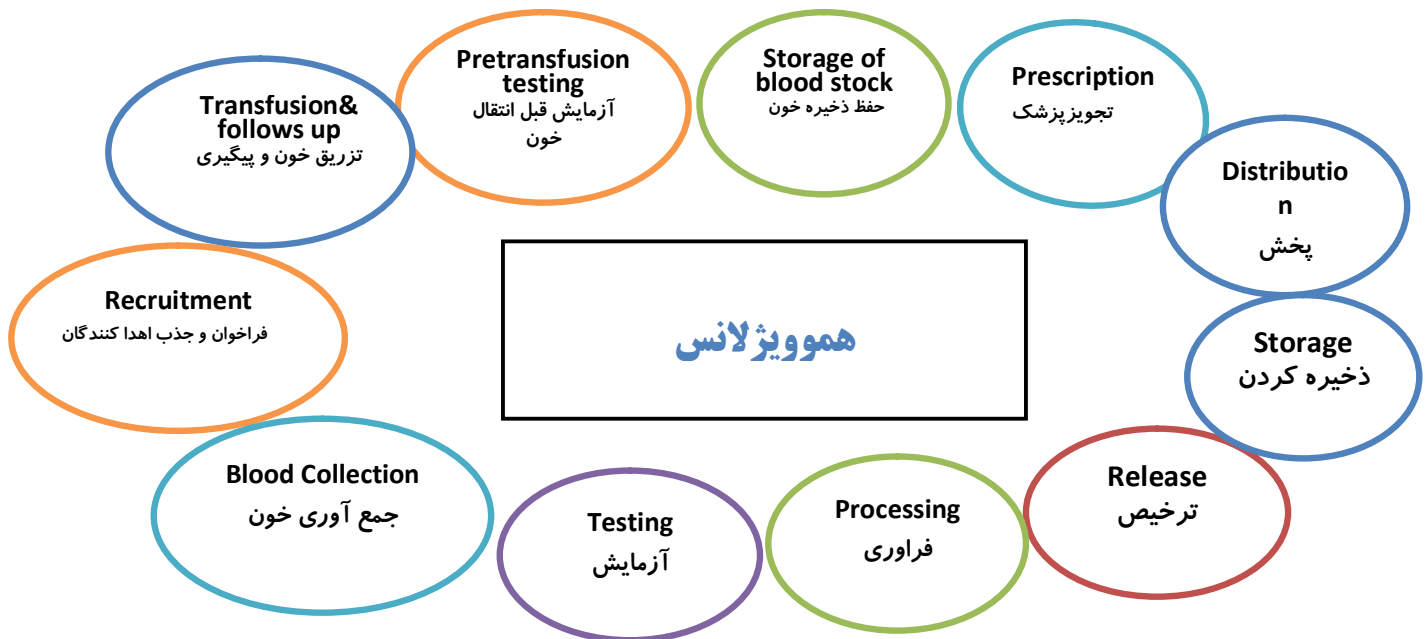 Pretransfusion
testing
آزمایش قبل انتقال
خون
Storage of
blood stock
حفظ ذخیره خون
Prescription
تجویزپزشک
Transfusion&
follows up
تزریق خون و پیگیری
Distributio
n
پخش
Recruitment
فراخوان و جذب اهدا کنندگان
هموویژلانس
Storage
ذخیره کردن
Blood Collection
جمع آوری خون
Testing
آزمایش
Processing
فراوری
Release
ترخیص